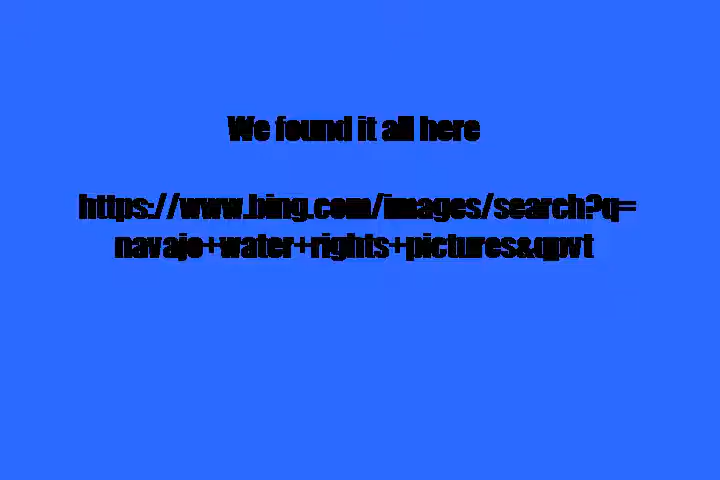 We found it all here
https://www.bing.com/images/search?q=
navajo+water+rights+pictures&qpvt